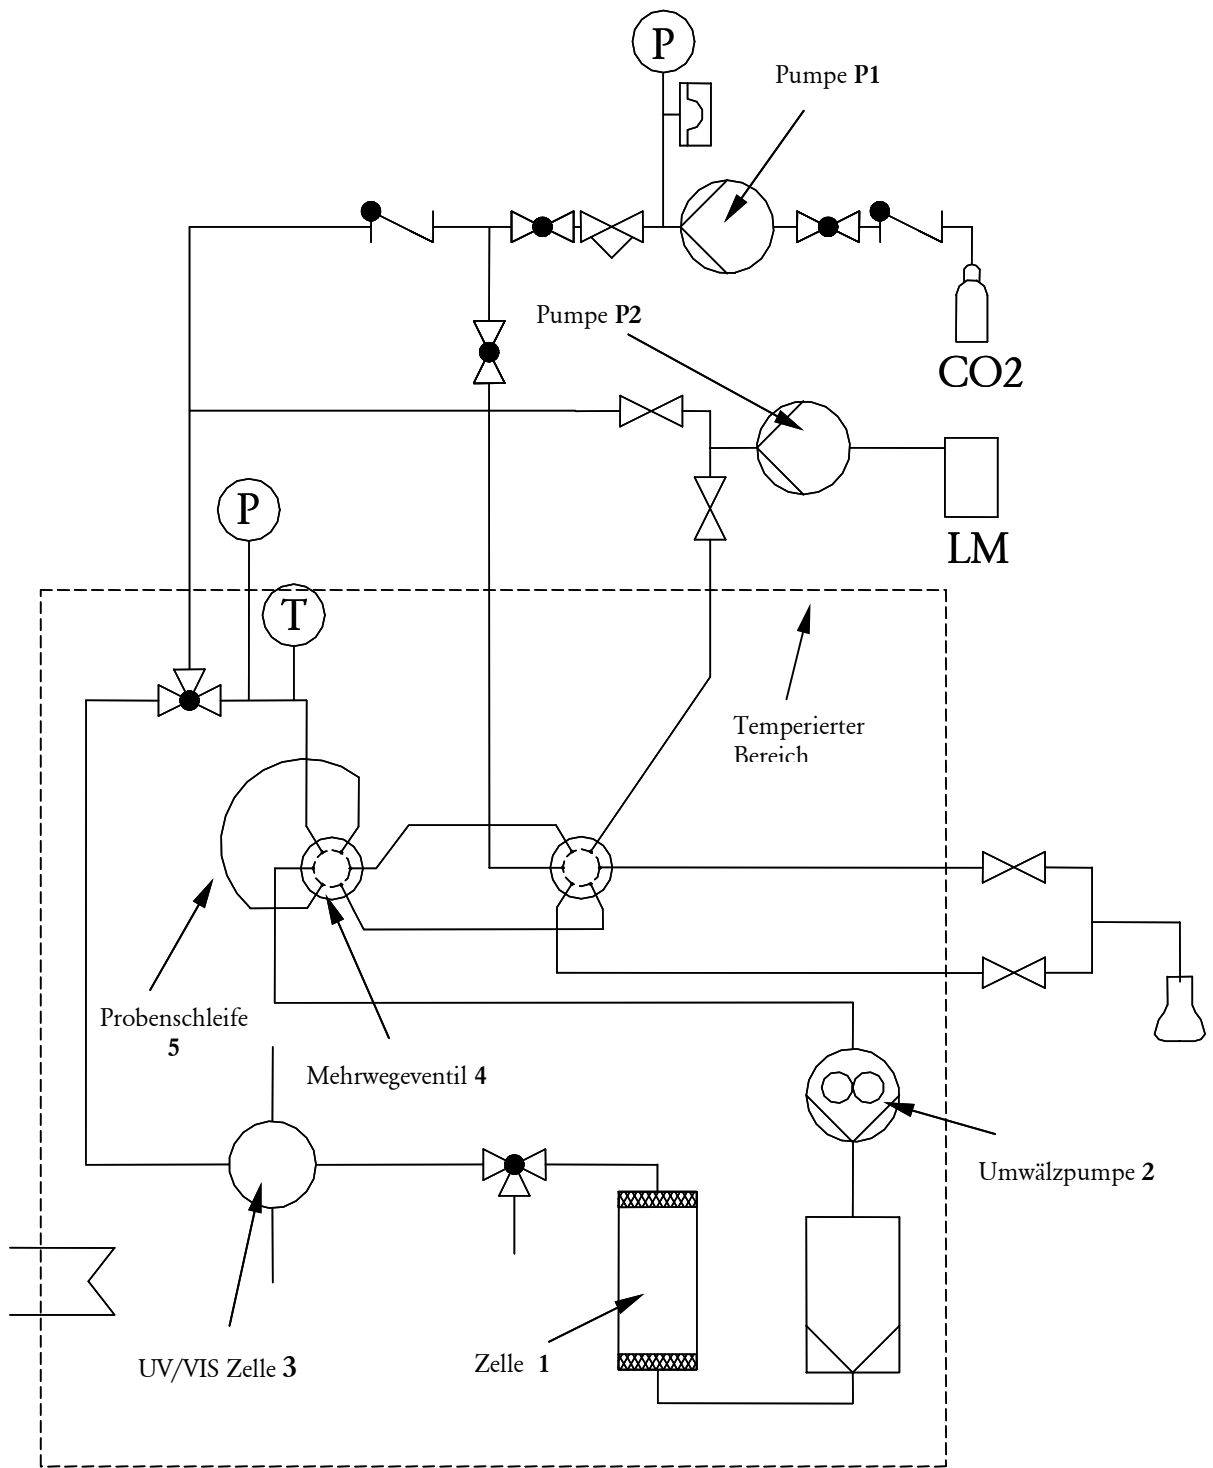 P
Pumpe P1
Pumpe P2
CO2
P
LM
T
Temperierter
Bereich
Probenschleife
5
Mehrwegeventil 4
Umwälzpumpe 2
UV/VIS Zelle 3
Zelle 1